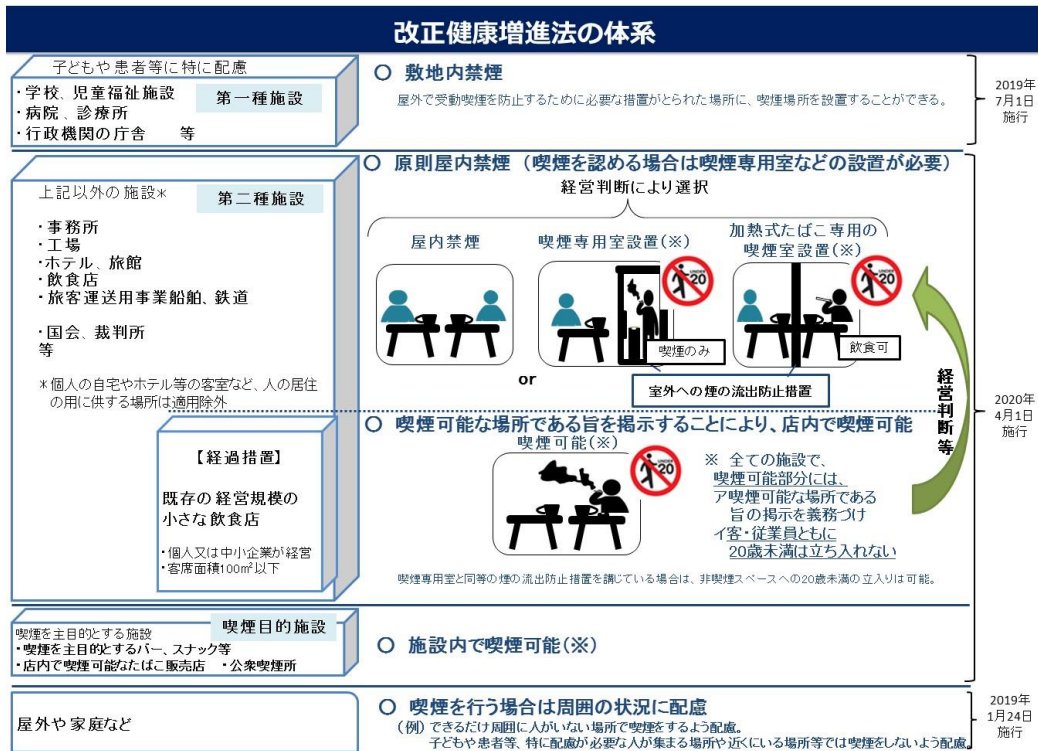 改正健康増進法の体系
子どもや患者等に特に配慮
・学校、児童福祉施設
・病院、診療所
・行政機関の庁舎　等
第一種施設
○ 敷地内禁煙
屋外で受動喫煙を防止するために必要な措置がとられた場所に、喫煙場所を設置することができる。
2019年
7月1日
施行
上記以外の施設*
第二種施設
・事務所
・工場
・ホテル、旅館
・飲食店
・旅客運送用事業船舶、鉄道
・国会、裁判所
等
*個人の自宅やホテル等の客室など、人の居住
の用に供する場所は適用除外
○ 原則屋内禁煙（喫煙を認める場合は喫煙専用室などの設置が必要）
経営判断により選択
屋内禁煙
喫煙専用室設置(※)
加熱式たばこ専用の
喫煙室設置(※)
UNDER
20
UNDER
20
喫煙のみ
飲食可
or
室外への煙の流出防止措置
経営判断等
2020年
4月1日
施行
【経過措置】
既存の経営規模の
小さな飲食店
・個人又は中小企業が経営
・客席面積100㎡以下
○ 喫煙可能な場所である旨を掲示することにより、店内で喫煙可能
喫煙可能(※)
UNDER
20
※ 全ての施設で、
喫煙可能部分には、
ア喫煙可能な場所である
旨の掲示を義務づけ
イ客・従業員ともに
20歳未満は立ち入れない
喫煙専用室と同等の煙の流出防止措置を講じている場合は、非喫煙スペースへの20歳未満の立入りは可能。
喫煙を主目的とする施設
喫煙目的施設
・喫煙を主目的とするバー、スナック等
・店内で喫煙可能なたばこ販売店　・公衆喫煙所
○ 施設内で喫煙可能(※)
屋外や家庭など
○ 喫煙を行う場合は周囲の状況に配慮
（例）できるだけ周囲に人がいない場所で喫煙をするよう配慮。
子どもや患者等、特に配慮が必要な人が集まる場所や近くにいる場所等では喫煙をしないよう配慮
2019年
1月24日
施行